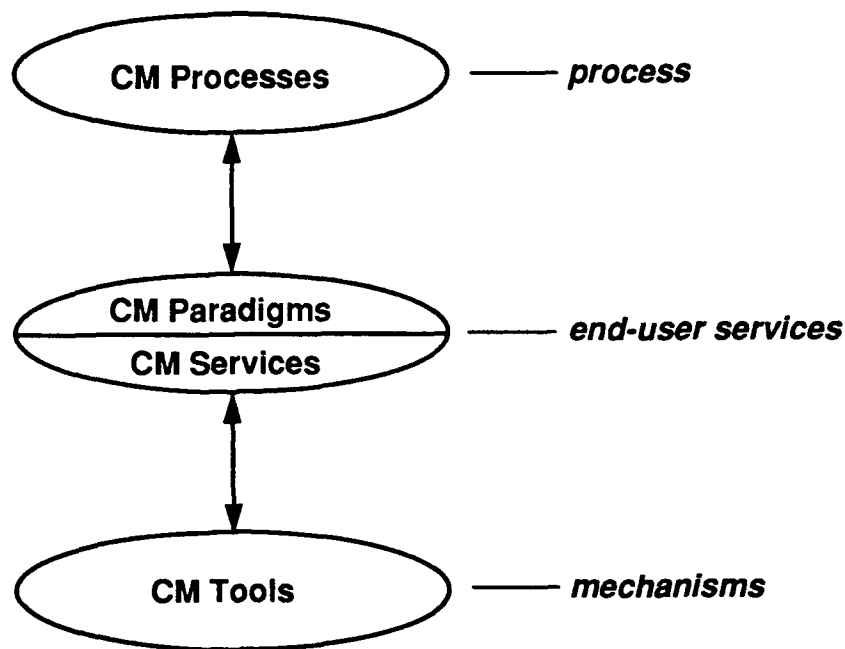 CM Processes
process
CM Paradigms
CM Services
end-user services
CM Tools
mechanisms